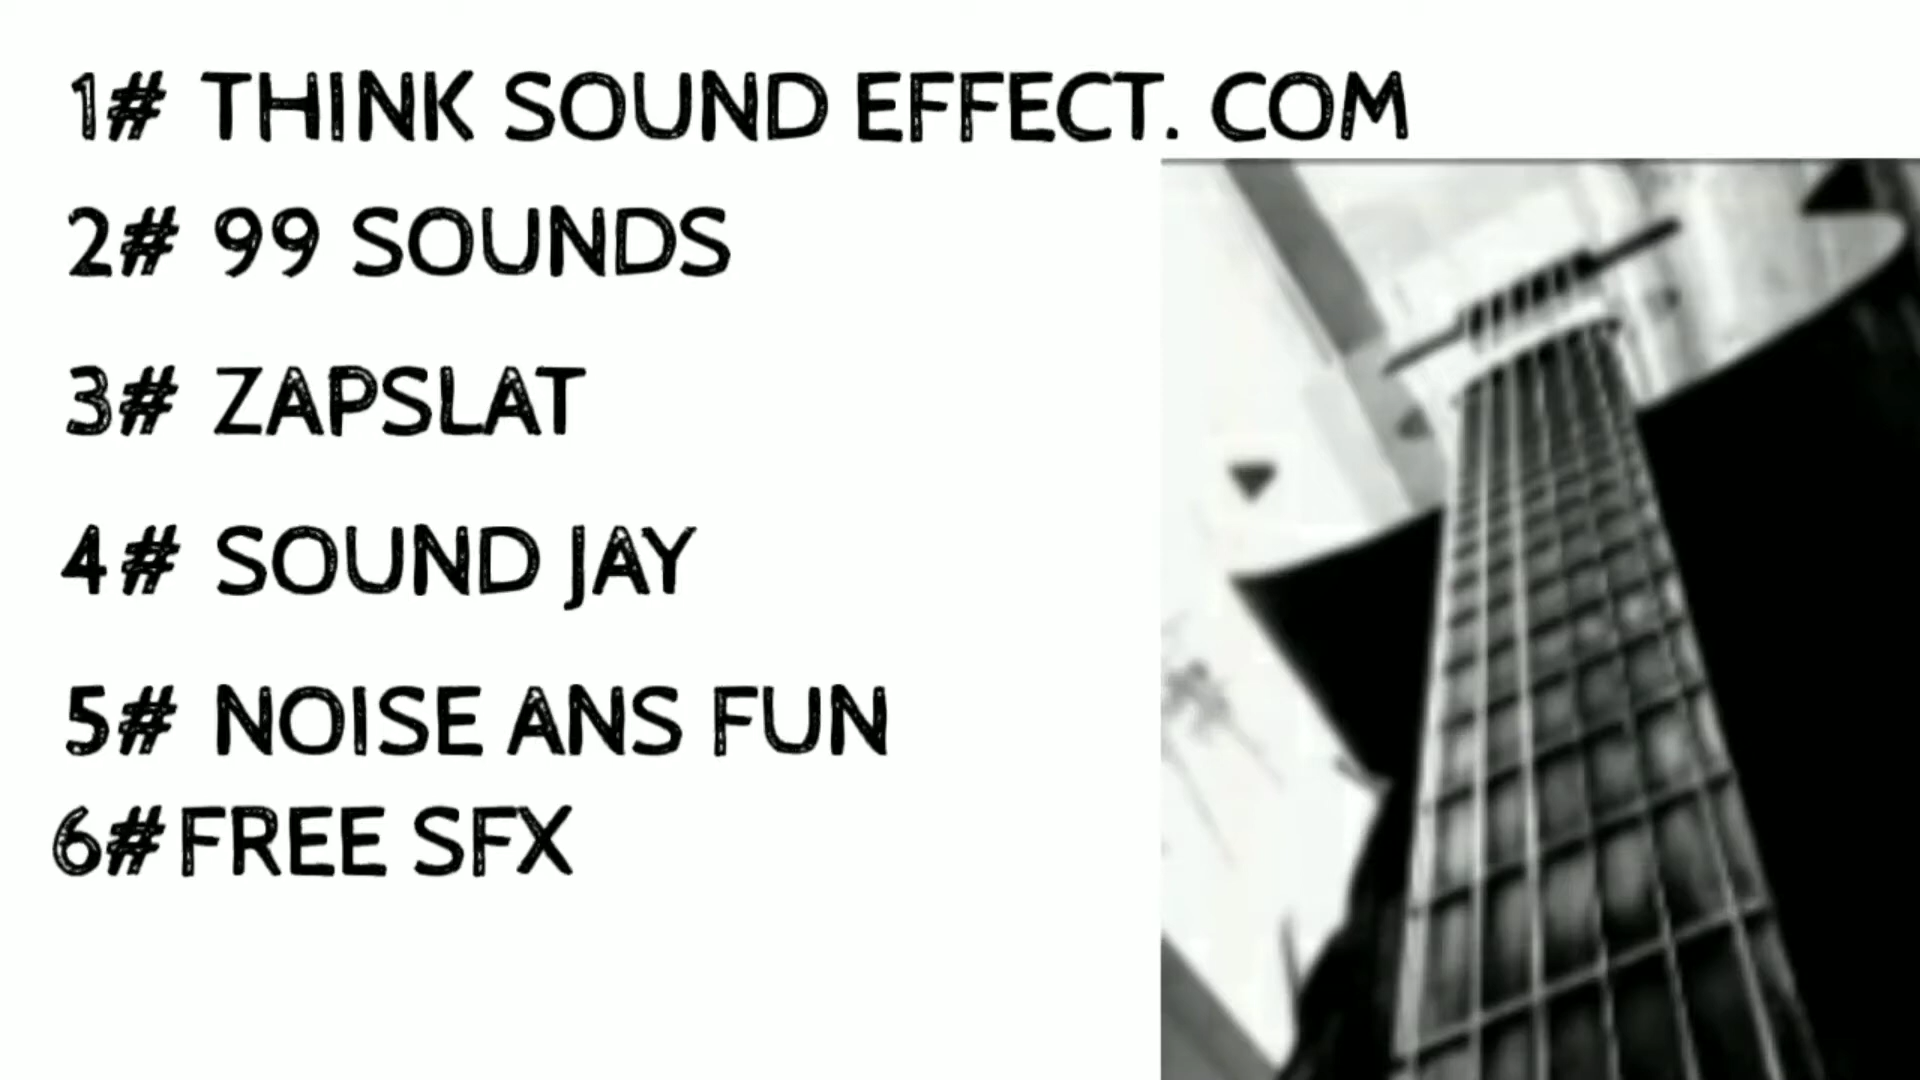 1# THINK SOUND EFFECT. COM
2# 99 SOUNDS
3# ZAPSLAT
4# SOUND JAY
5# NOISE ANS FUN
6# FREE SFX